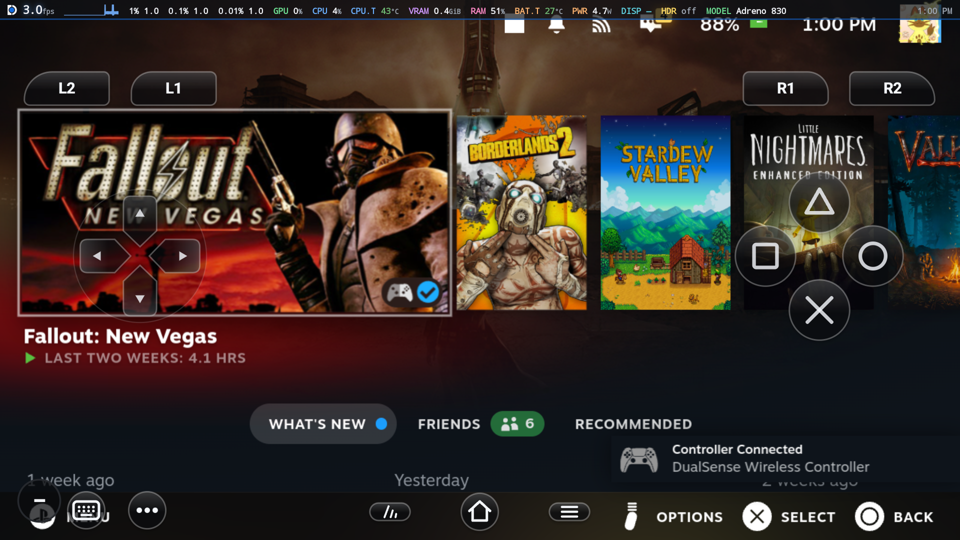 D 3.0fps 1% 1.0 0.1% 1.0 0.01% 1.0 GPU 0% CPU 4% CPU.T 43°C VRAM 0.4GiB RAM 51% BAT.T 27°C PWR 4.7W DISP – HDR off MODEL Adreno 830 1:00 PM
88% 1:00 PM
L2 L1 R1 R2
Fallout
NEW VEGAS
BORDERLANDS 2
STARDEW
VALLEY
LITTLE
NIGHTMARES
ENHANCED EDITION
Fallout: New Vegas
LAST TWO WEEKS: 4.1 HRS
WHAT'S NEW FRIENDS 6 RECOMMENDED
Controller Connected
DualSense Wireless Controller
1 week ago Yesterday 2 weeks ago
MENU OPTIONS SELECT BACK